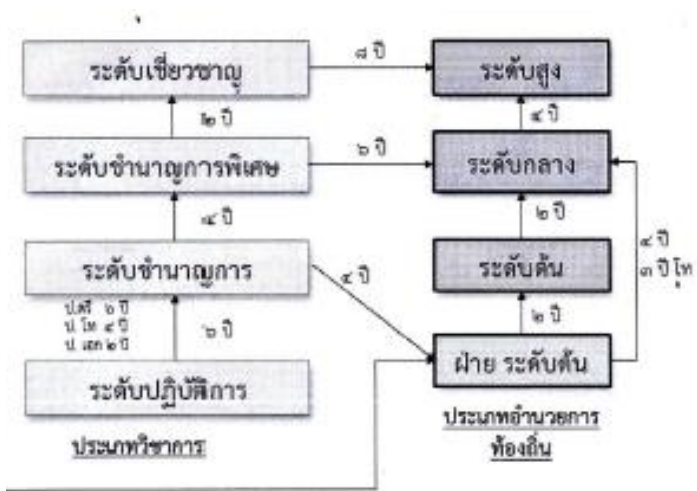 ระดับเชี่ยวชาญ
๘ ปี
ระดับสูง
๒ ปี
๔ ปี
ระดับชำนาญการพิเศษ
๖ ปี
ระดับกลาง
๔ ปี
๒ ปี
ระดับชำนาญการ
๔ ปี
ระดับต้น
๔ ปี
๓ ปี โท
ป.ตรี ๖ ปี
ป. โท ๔ ปี
ป. เอก ๒ ปี
๖ ปี
๒ ปี
ระดับปฏิบัติการ
ฝ่าย ระดับต้น
ประเภทวิชาการ
ประเภทอำนวยการ
ท้องถิ่น